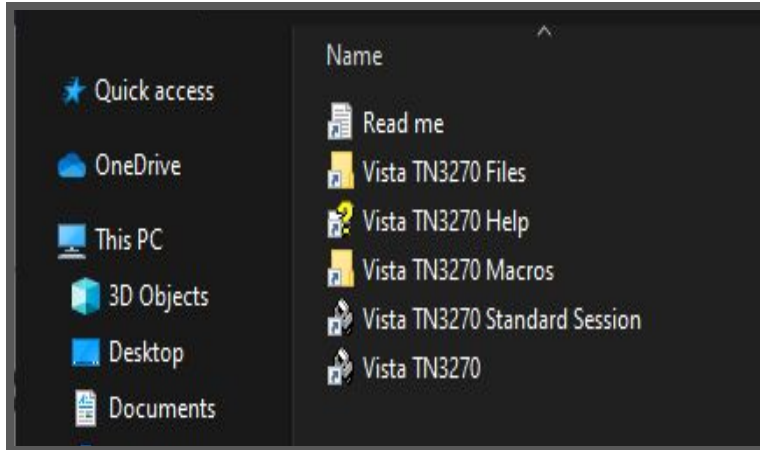 Quick access
OneDrive
This PC
3D Objects
Desktop
Documents
Name
Read me
Vista TN3270 Files
Vista TN3270 Help
Vista TN3270 Macros
Vista TN3270 Standard Session
Vista TN3270